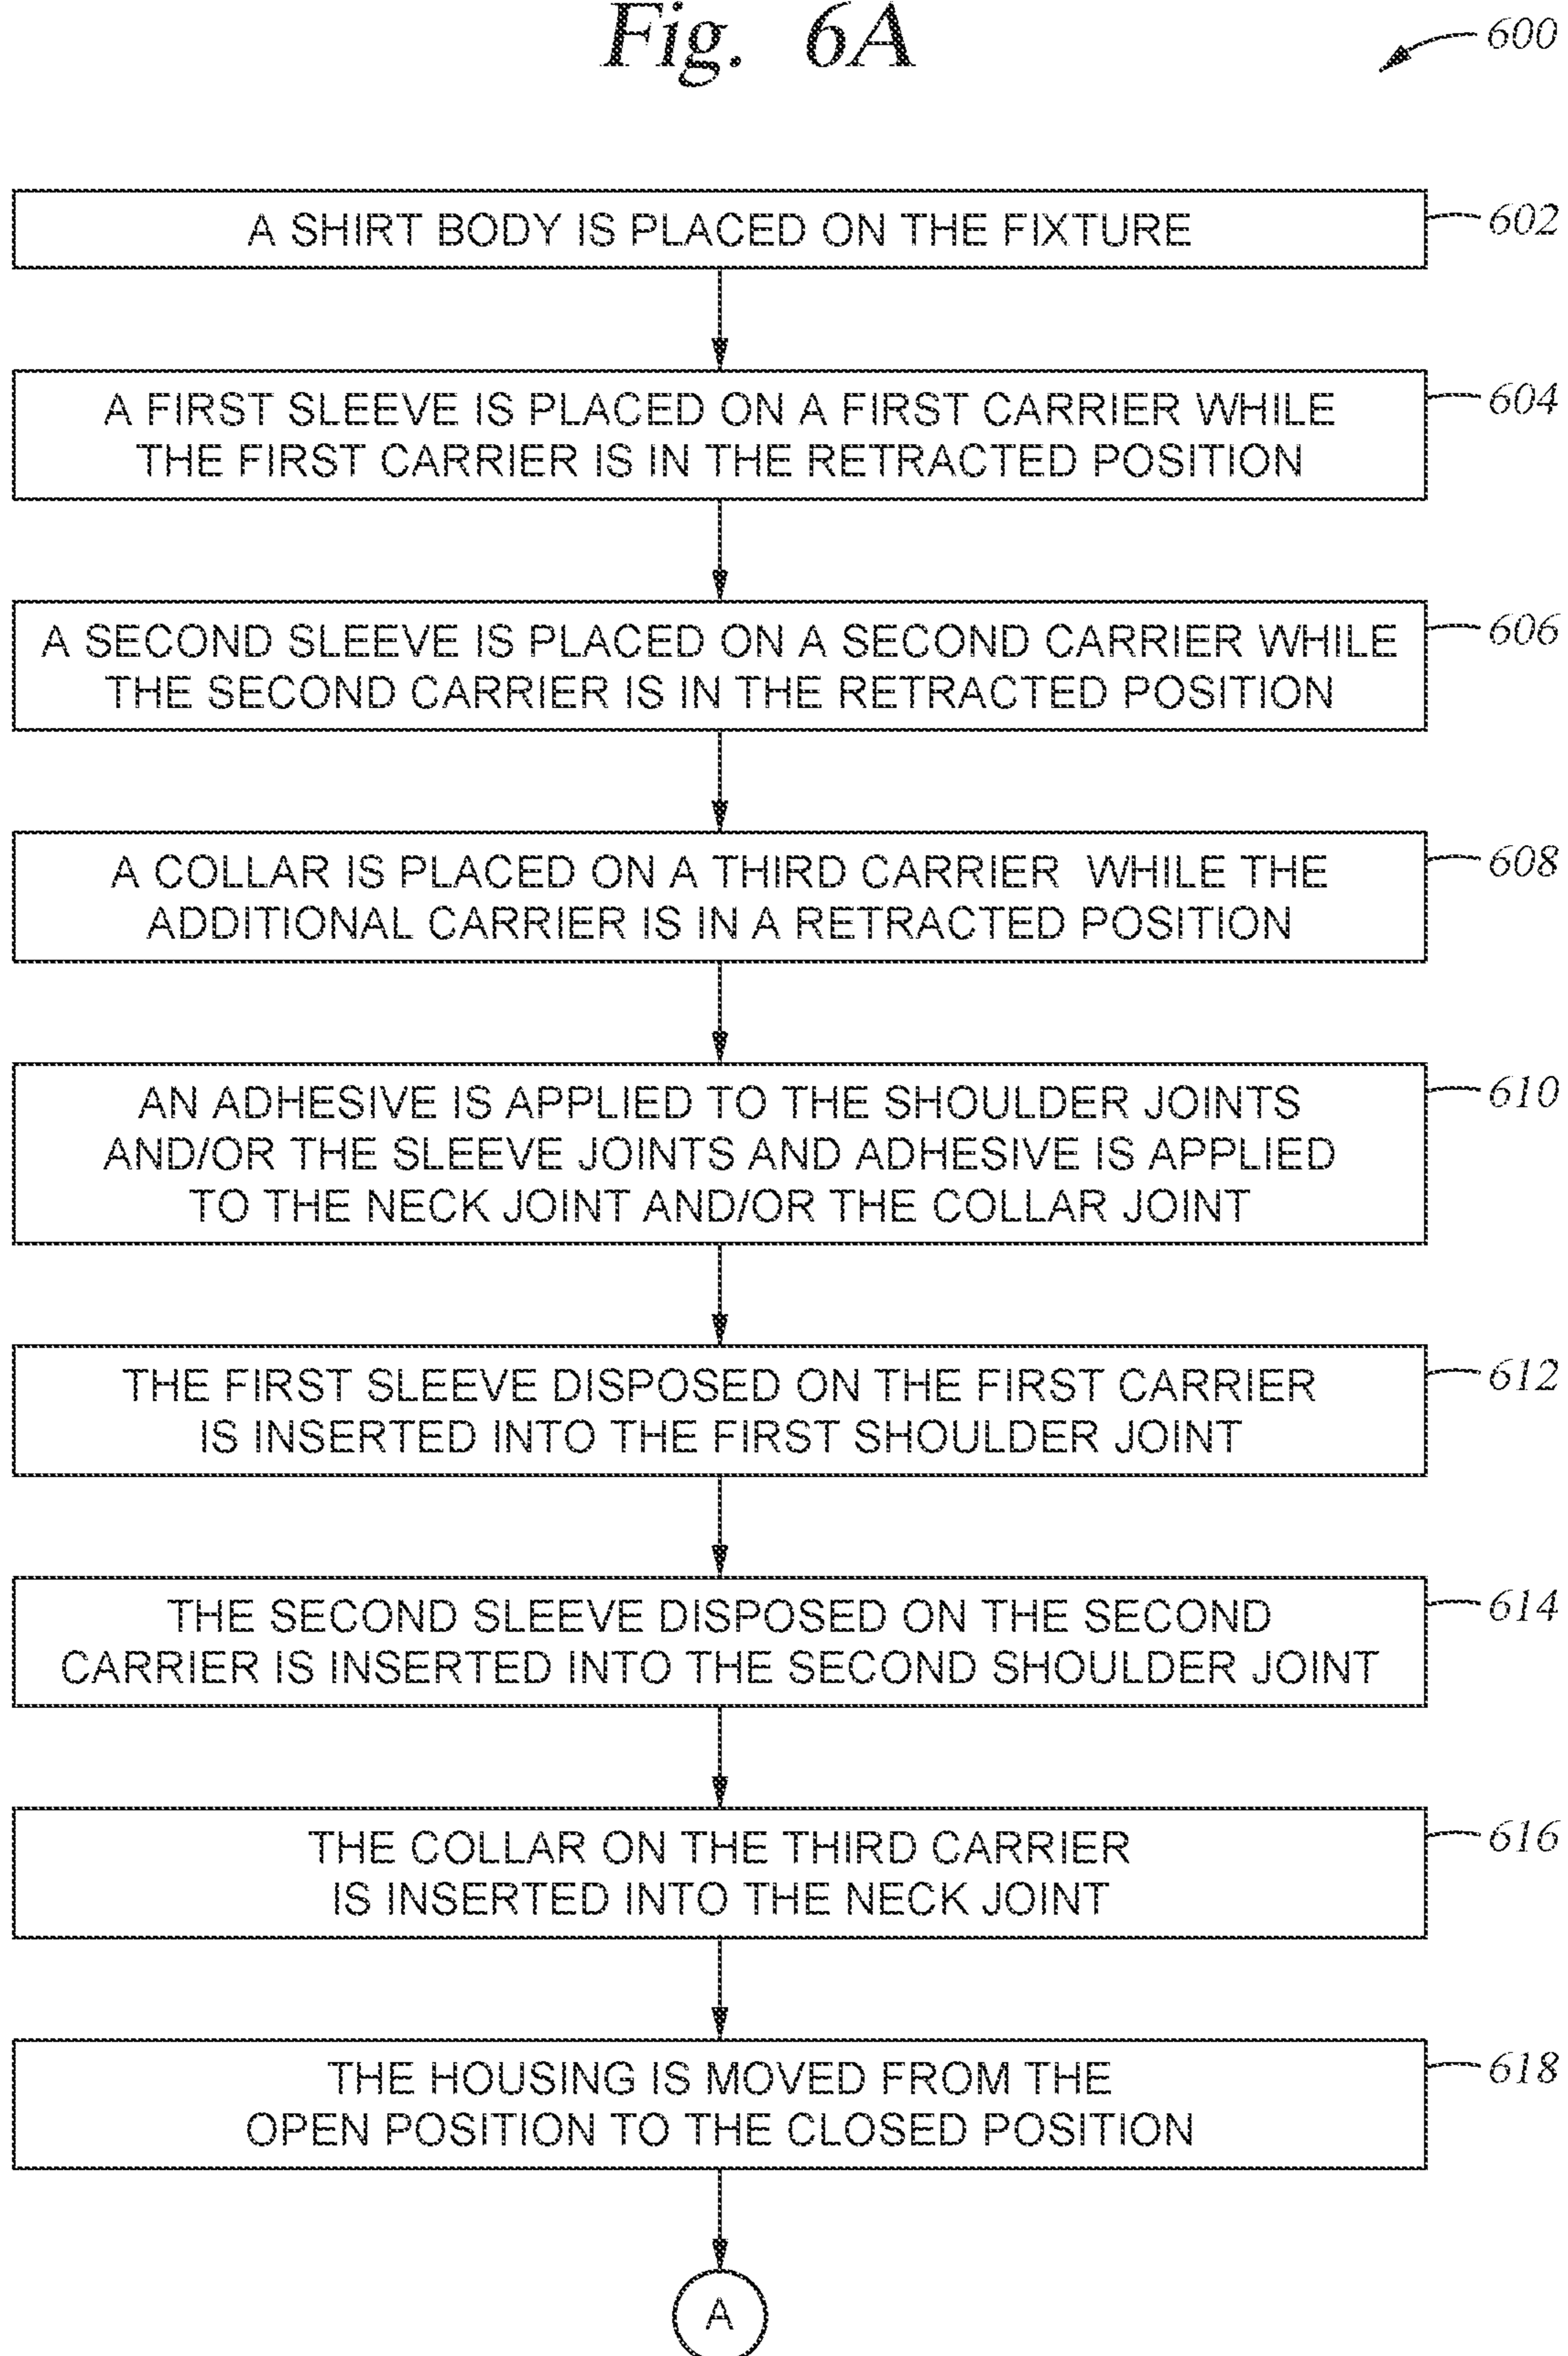 Fig. 6A
600
A SHIRT BODY IS PLACED ON THE FIXTURE
602
A FIRST SLEEVE IS PLACED ON A FIRST CARRIER WHILE
THE FIRST CARRIER IS IN THE RETRACTED POSITION
604
A SECOND SLEEVE IS PLACED ON A SECOND CARRIER WHILE
THE SECOND CARRIER IS IN THE RETRACTED POSITION
606
A COLLAR IS PLACED ON A THIRD CARRIER WHILE THE
ADDITIONAL CARRIER IS IN A RETRACTED POSITION
608
AN ADHESIVE IS APPLIED TO THE SHOULDER JOINTS
AND/OR THE SLEEVE JOINTS AND ADHESIVE IS APPLIED
TO THE NECK JOINT AND/OR THE COLLAR JOINT
610
THE FIRST SLEEVE DISPOSED ON THE FIRST CARRIER
IS INSERTED INTO THE FIRST SHOULDER JOINT
612
THE SECOND SLEEVE DISPOSED ON THE SECOND
CARRIER IS INSERTED INTO THE SECOND SHOULDER JOINT
614
THE COLLAR ON THE THIRD CARRIER
IS INSERTED INTO THE NECK JOINT
616
THE HOUSING IS MOVED FROM THE
OPEN POSITION TO THE CLOSED POSITION
618
A